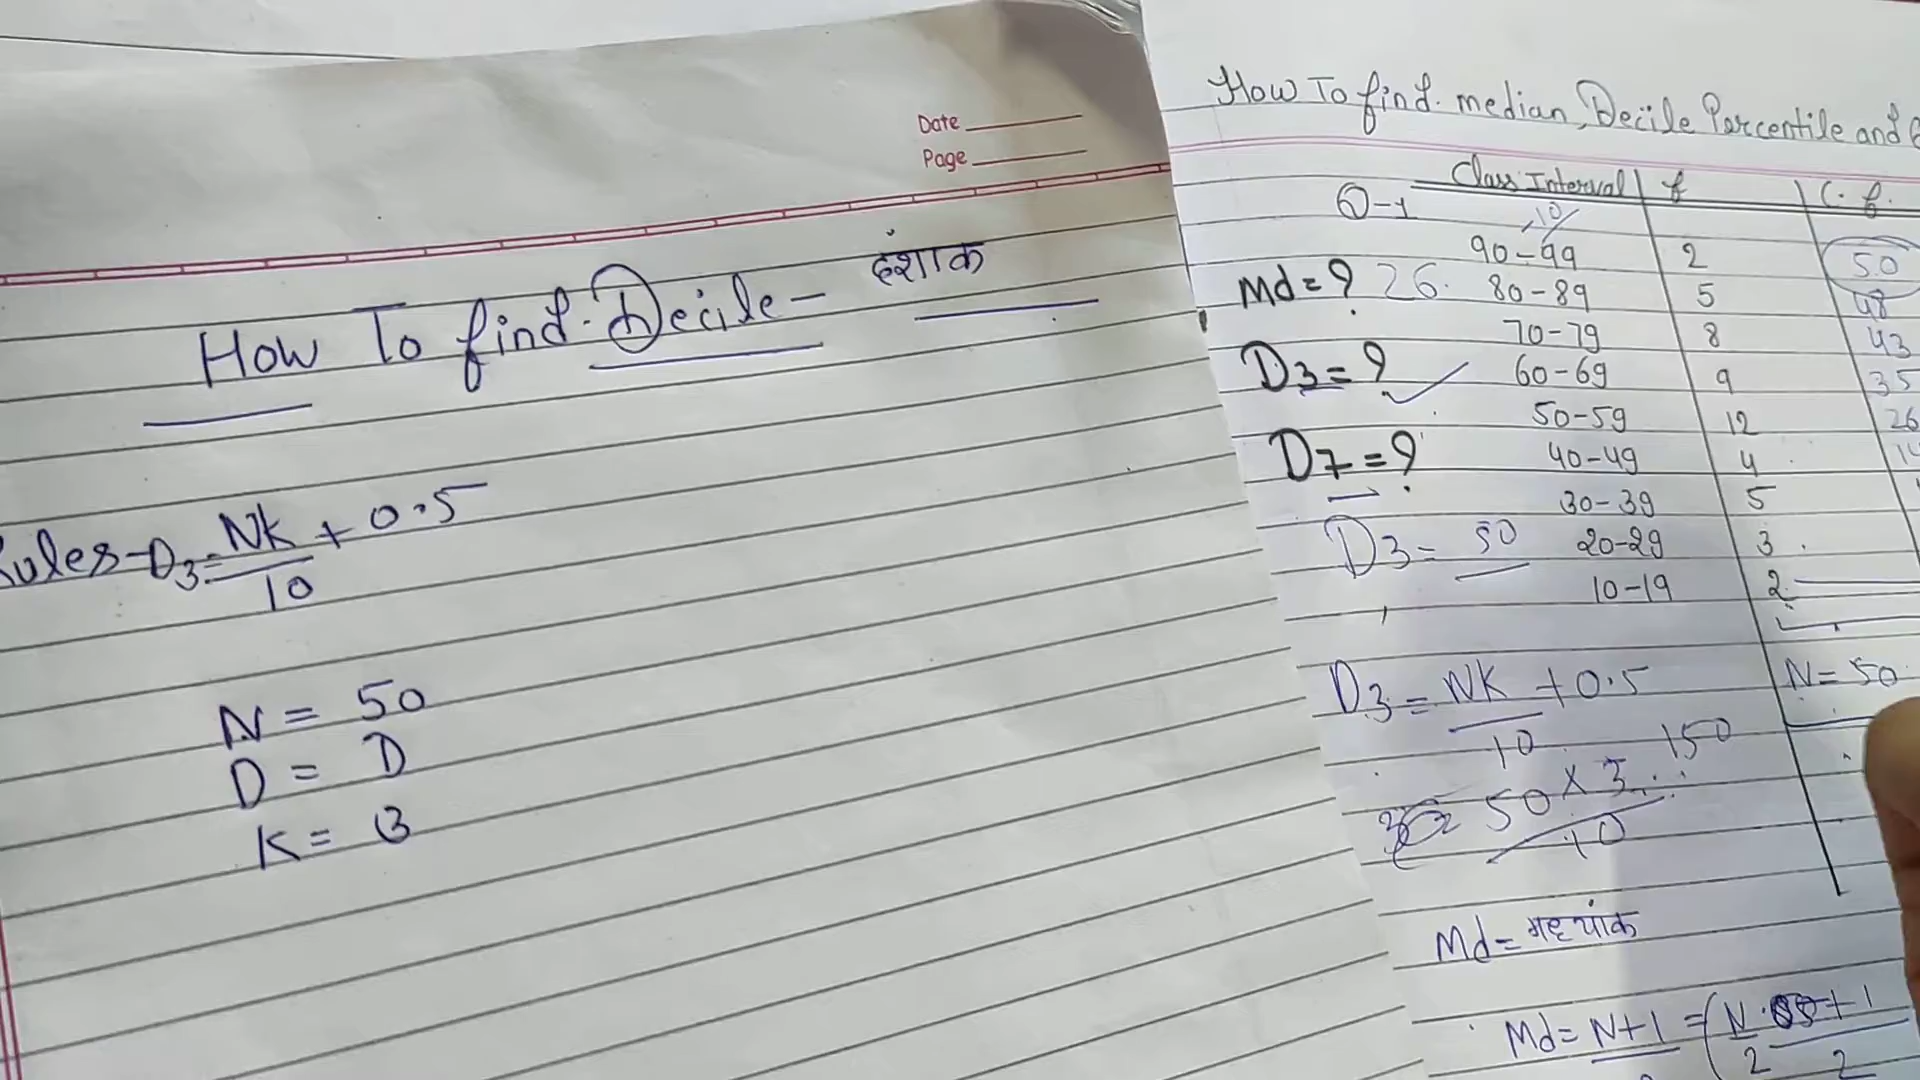 Date
Page
How To find. Decile - दंशाक
Rules - D3 = NK/10 + 0.5
N = 50
D = D
K = 3
How To find. median, Decile Percentile and
Q-1 Class Interval f C.f.
10
90-99 2 50
Md = ? 26. 80-89 5 48
70-79 8 43
D3 = ? 60-69 9 35
50-59 12 26
D7 = ? 40-49 4
30-39 5
D3 = 50 20-29 3
10-19 2
D3 = NK/10 + 0.5 N = 50
50 × 3 / 10 150
Md = मध्यांक
Md = N+1/2 =